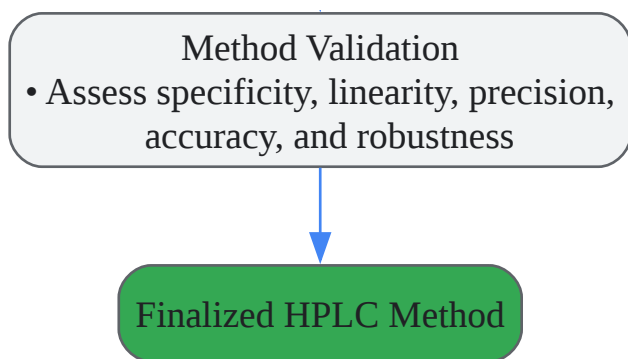 Method Validation
• Assess specificity, linearity, precision,
accuracy, and robustness
Finalized HPLC Method